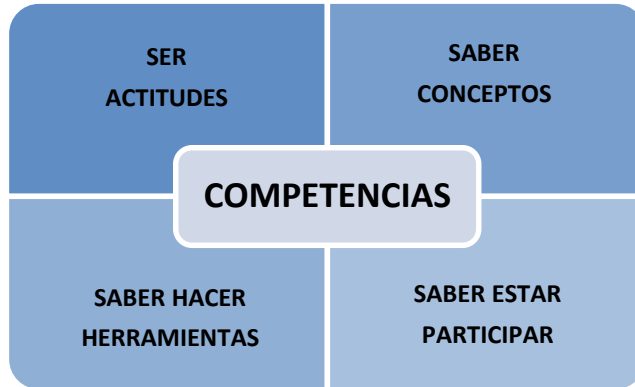 SER
ACTITUDES
SABER
CONCEPTOS
COMPETENCIAS
SABER HACER
HERRAMIENTAS
SABER ESTAR
PARTICIPAR